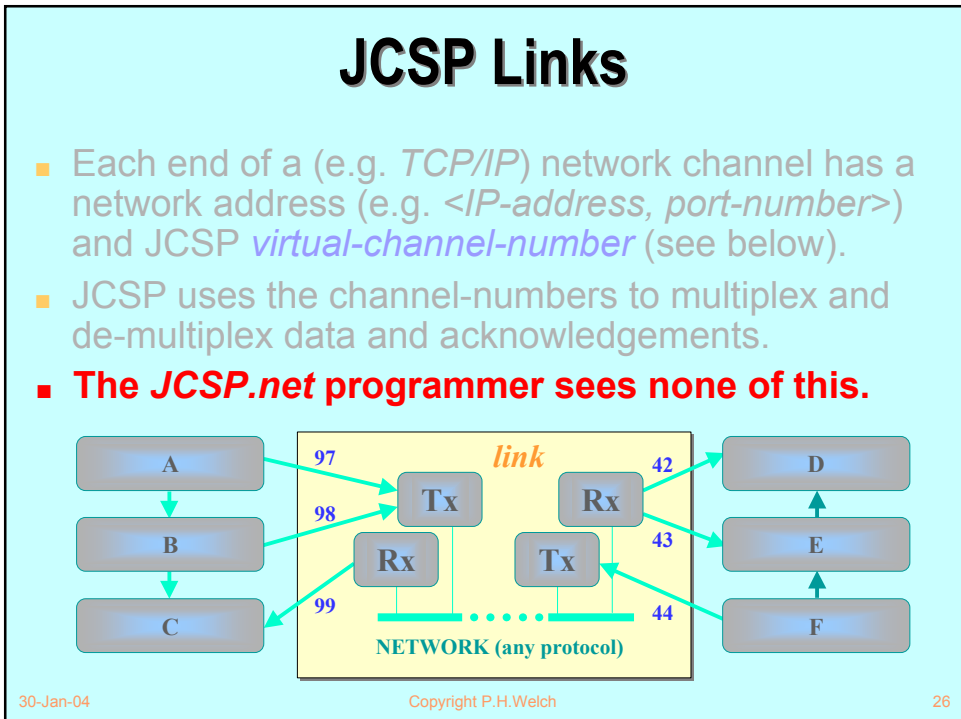 JCSP Links
Each end of a (e.g. TCP/IP) network channel has a
network address (e.g. <IP-address, port-number>)
and JCSP virtual-channel-number (see below).
JCSP uses the channel-numbers to multiplex and
de-multiplex data and acknowledgements.
The JCSP.net programmer sees none of this.
A
97
link
42
D
Tx
Rx
B
98
43
E
Rx
Tx
C
99
44
F
NETWORK (any protocol)
30-Jan-04
Copyright P.H.Welch
26